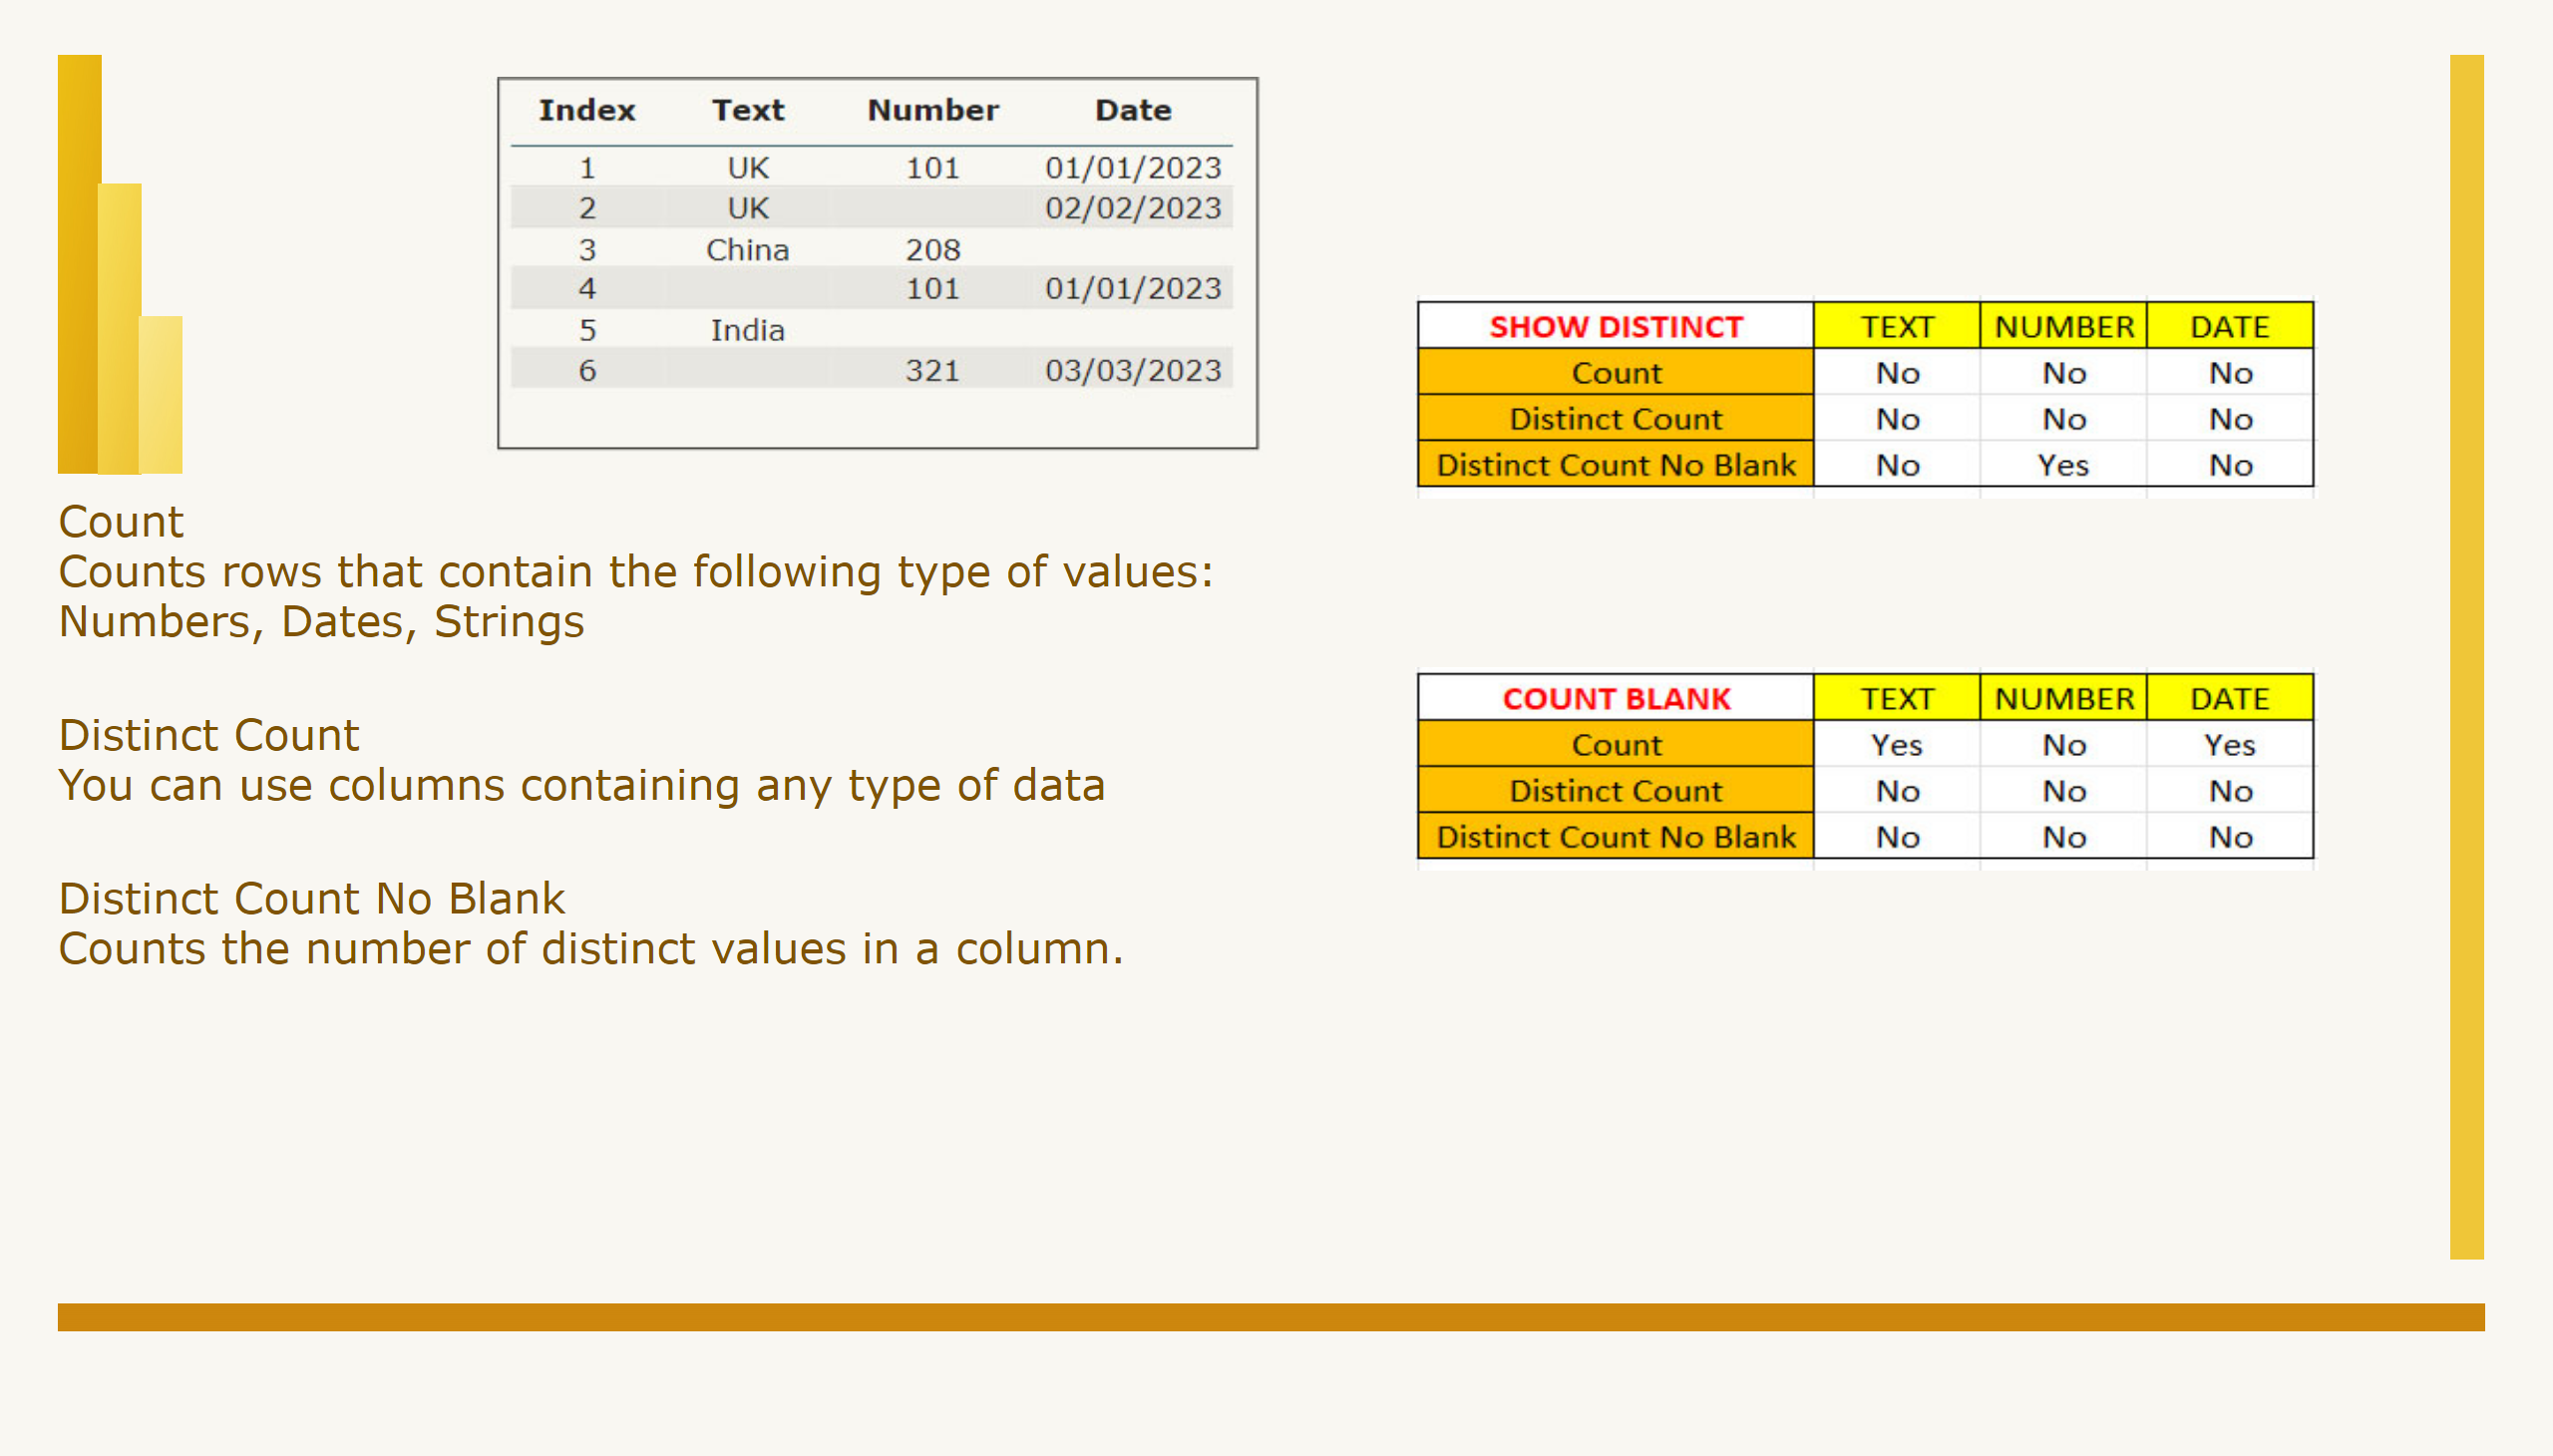 Index Text Number Date
1 UK 101 01/01/2023
2 UK 02/02/2023
3 China 208
4 101 01/01/2023
5 India
6 321 03/03/2023
SHOW DISTINCT TEXT NUMBER DATE
Count No No No
Distinct Count No No No
Distinct Count No Blank No Yes No
Count
Counts rows that contain the following type of values:
Numbers, Dates, Strings
Distinct Count
You can use columns containing any type of data
Distinct Count No Blank
Counts the number of distinct values in a column.
COUNT BLANK TEXT NUMBER DATE
Count Yes No Yes
Distinct Count No No No
Distinct Count No Blank No No No